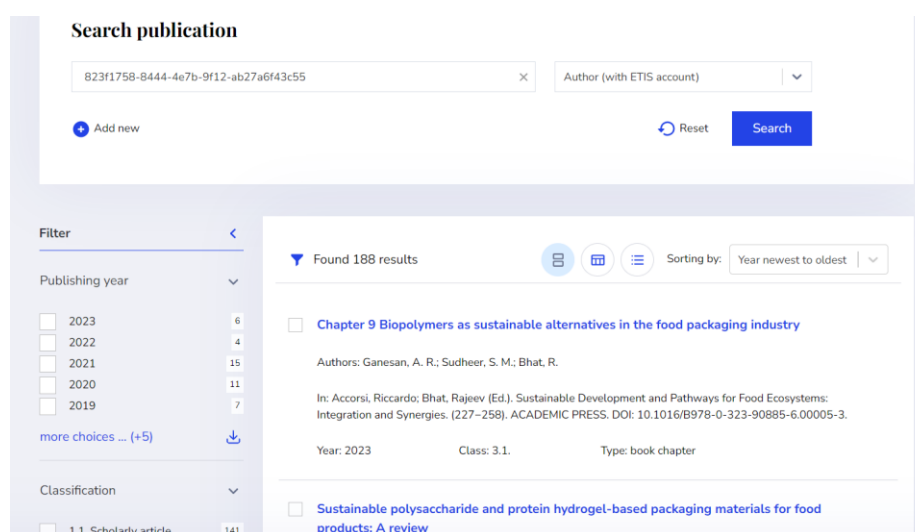 Search publication
823f1758-8444-4e7b-9f12-ab27a6f43c55
Author (with ETIS account)
Add new
Reset
Search
Filter
Found 188 results
Sorting by:
Year newest to oldest
Publishing year
2023 6
2022 4
2021 15
2020 11
2019 7
more choices ... (+5)
Chapter 9 Biopolymers as sustainable alternatives in the food packaging industry
Authors: Ganesan, A. R.; Sudheer, S. M.; Bhat, R.
In: Accorsi, Riccardo; Bhat, Rajeev (Ed.). Sustainable Development and Pathways for Food Ecosystems:
Integration and Synergies. (227−258). ACADEMIC PRESS. DOI: 10.1016/B978-0-323-90885-6.00005-3.
Year: 2023 Class: 3.1. Type: book chapter
Classification
1.1. Scholarly article 141
Sustainable polysaccharide and protein hydrogel-based packaging materials for food
products: A review